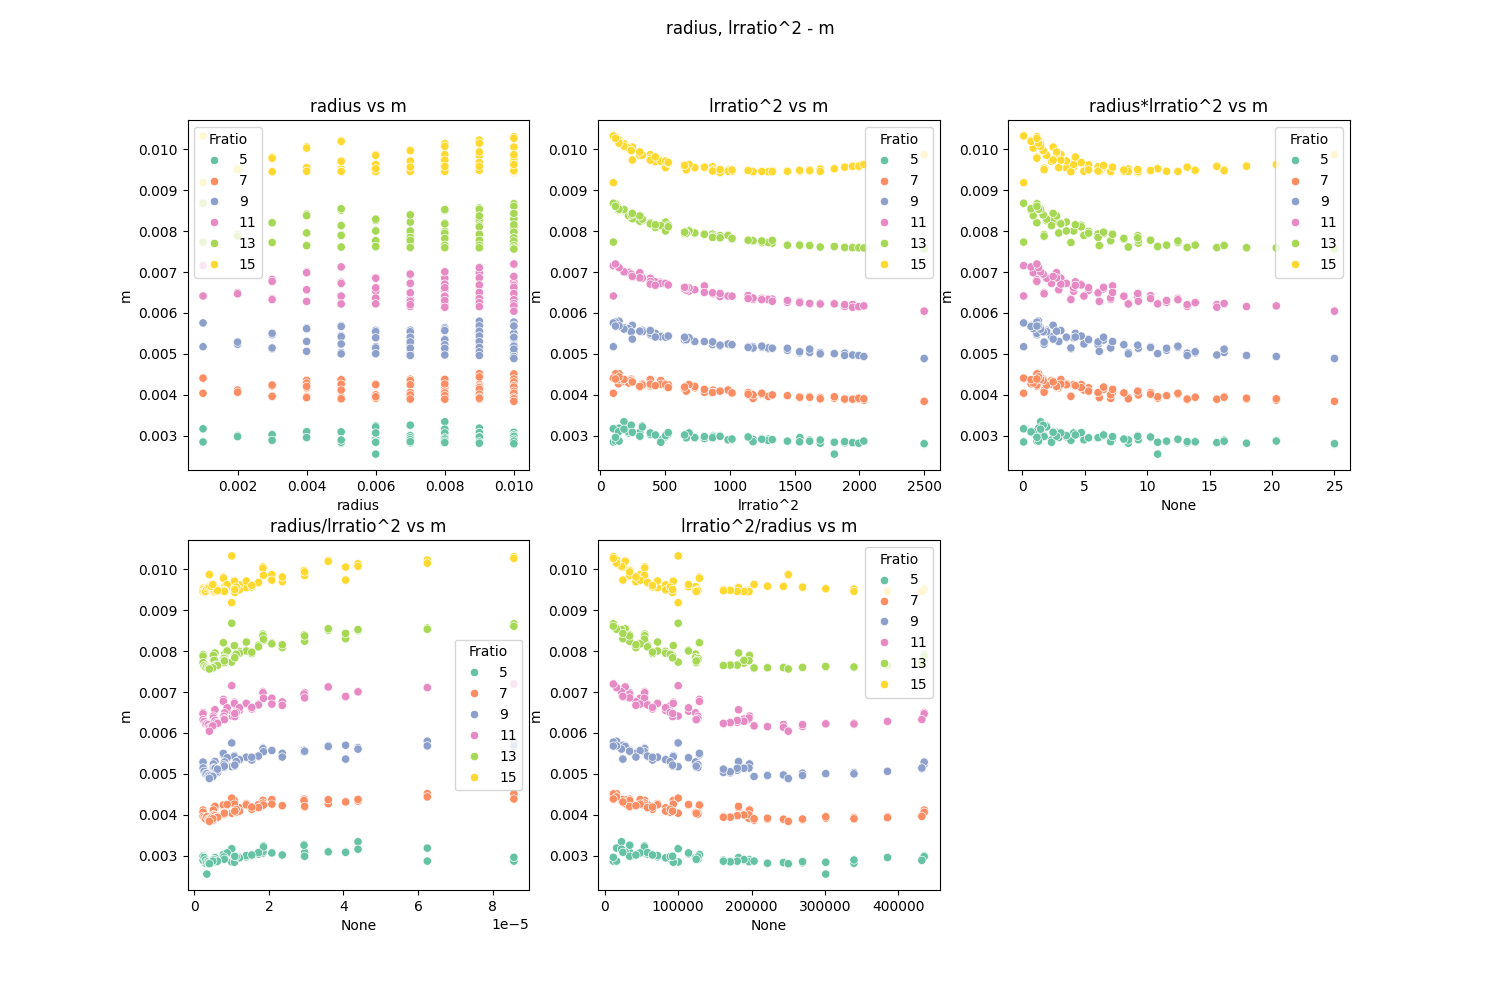 radius, lrratio^2 - m
radius vs m
lrratio^2 vs m
radius*lrratio^2 vs m
m
0.010
0.009
0.008
0.007
0.006
0.005
0.004
0.003
Fratio
5
7
9
11
13
15
0.002 0.004 0.006 0.008 0.010
radius
m
0.010
0.009
0.008
0.007
0.006
0.005
0.004
0.003
Fratio
5
7
9
11
13
15
0 500 1000 1500 2000 2500
lrratio^2
m
0.010
0.009
0.008
0.007
0.006
0.005
0.004
0.003
Fratio
5
7
9
11
13
15
0 5 10 15 20 25
None
radius/lrratio^2 vs m
lrratio^2/radius vs m
m
0.010
0.009
0.008
0.007
0.006
0.005
0.004
0.003
Fratio
5
7
9
11
13
15
0 2 4 6 8
1e−5
None
m
0.010
0.009
0.008
0.007
0.006
0.005
0.004
0.003
Fratio
5
7
9
11
13
15
0 100000 200000 300000 400000
None